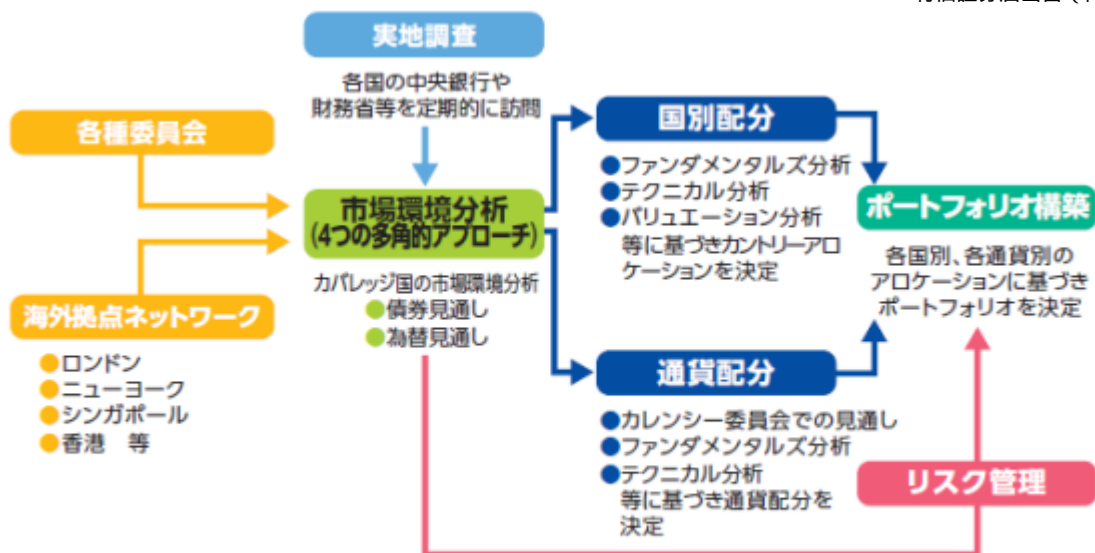 実地調査
各国の中央銀行や
財務省等を定期的に訪問
各種委員会
海外拠点ネットワーク
●ロンドン
●ニューヨーク
●シンガポール
●香港 等
市場環境分析
(4つの多角的アプローチ)
カバレッジ国の市場環境分析
●債券見通し
●為替見通し
国別配分
●ファンダメンタルズ分析
●テクニカル分析
●バリュエーション分析
等に基づきカントリーアロ
ケーションを決定
通貨配分
●カレンシー委員会での見通し
●ファンダメンタルズ分析
●テクニカル分析
等に基づき通貨配分を
決定
ポートフォリオ構築
各国別、各通貨別の
アロケーションに基づき
ポートフォリオを決定
リスク管理